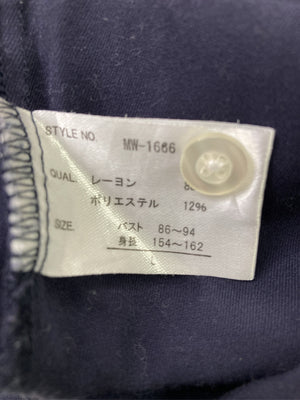 STYLE NO. MW-1666
QUAL. レーヨン
ポリエステル 12%
SIZE. バスト 86〜94
身長 154〜162
L